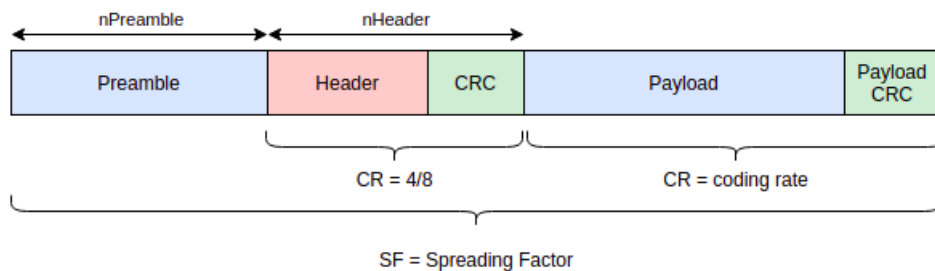 nPreamble
nHeader
Preamble
Header
CRC
Payload
Payload
CRC
CR = 4/8
CR = coding rate
SF = Spreading Factor